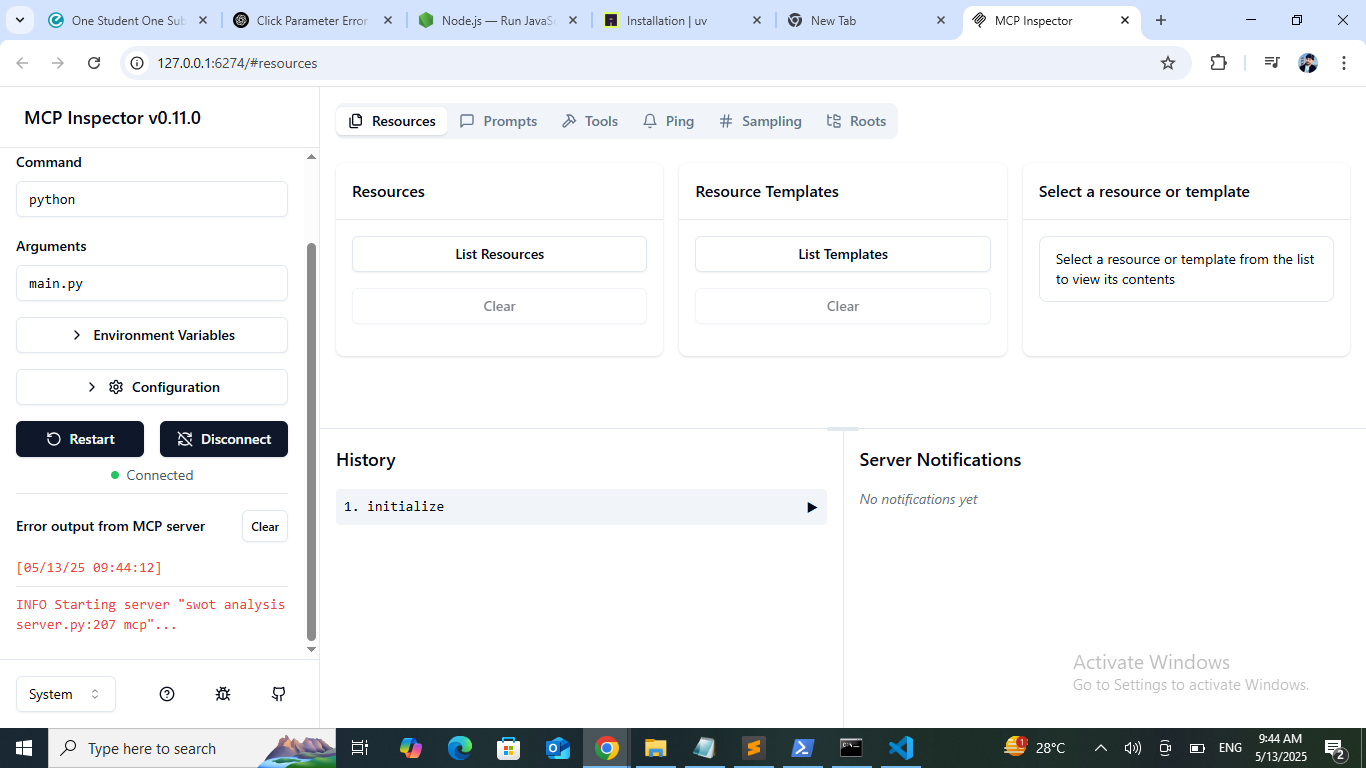 One Student One Sub
Click Parameter Error
Node.js — Run JavaS
Installation | uv
New Tab
MCP Inspector
127.0.0.1:6274/#resources
MCP Inspector v0.11.0
Command
python
Arguments
main.py
Environment Variables
Configuration
Restart
Disconnect
Connected
Error output from MCP server
Clear
[05/13/25 09:44:12]
INFO Starting server "swot analysis
server.py:207 mcp"...
System
Resources
Prompts
Tools
Ping
Sampling
Roots
Resources
List Resources
Clear
Resource Templates
List Templates
Clear
Select a resource or template
Select a resource or template from the list
to view its contents
History
1. initialize
Server Notifications
No notifications yet
Activate Windows
Go to Settings to activate Windows.
Type here to search
1
28°C
ENG
9:44 AM
5/13/2025
2